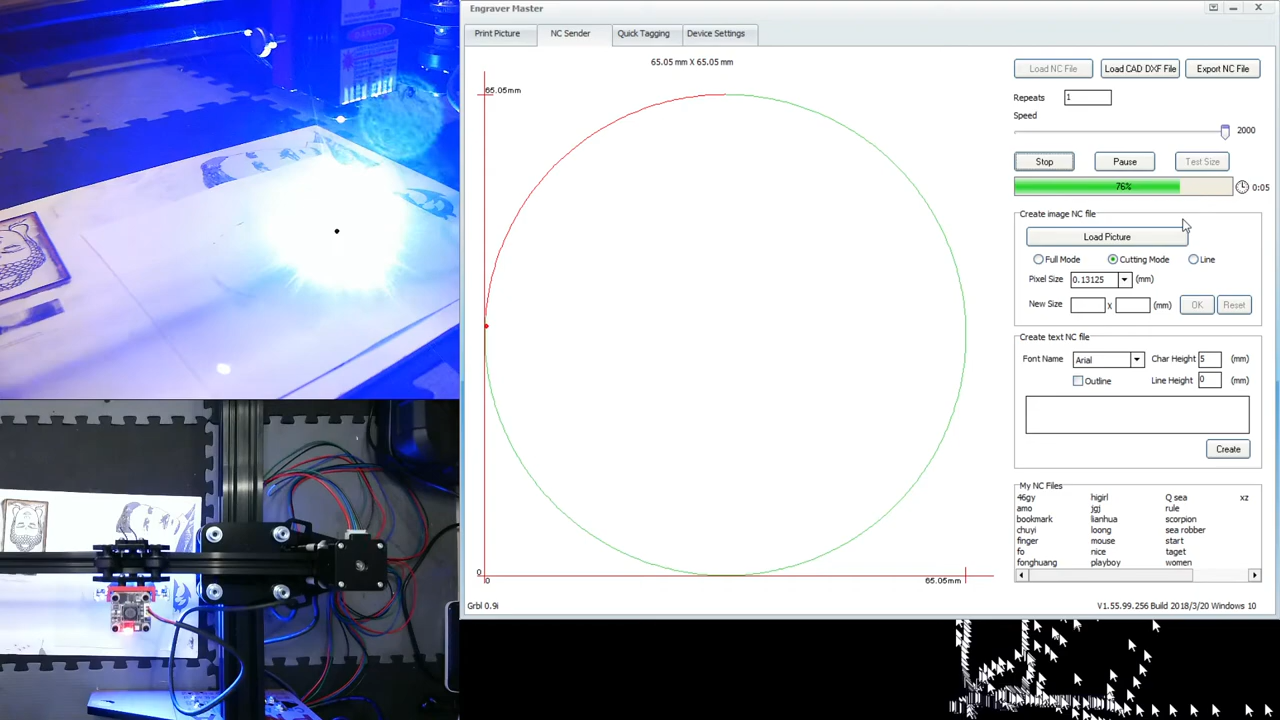 DANGER
Engraver Master
Print Picture NC Sender Quick Tagging Device Settings
65.05 mm X 65.05 mm
65.05mm
0
0
65.05mm
Load NC File Load CAD DXF File Export NC File
Repeats 1
Speed
2000
Stop Pause Test Size
76% 0:05
Create image NC file
Load Picture
Full Mode Cutting Mode Line
Pixel Size 0.13125 (mm)
New Size x (mm) OK Reset
Create text NC file
Font Name Arial Char Height 5 (mm)
Outline Line Height 0 (mm)
Create
My NC Files
46gy higirl Q sea xz
amo jgj rule
bookmark lianhua scorpion
chuyi loong sea robber
finger mouse start
fo nice taget
fonghuang playboy women
Grbl 0.9i V1.55.99.256 Build 2018/3/20 Windows 10